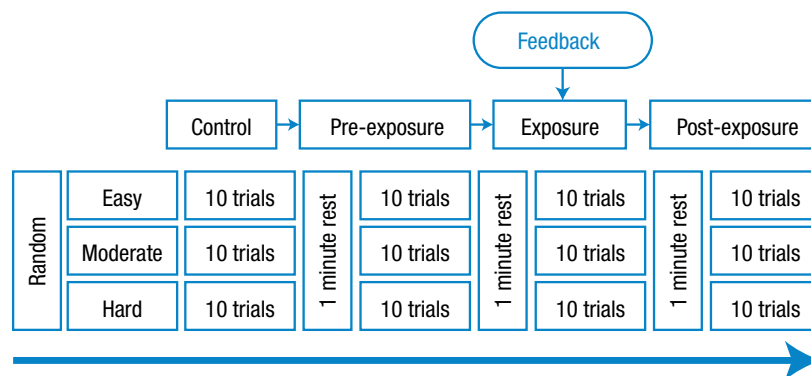 Feedback
Control
Pre-exposure
Exposure
Post-exposure
Random
Easy
10 trials
1 minute rest
10 trials
1 minute rest
10 trials
1 minute rest
10 trials
Moderate
10 trials
10 trials
10 trials
10 trials
Hard
10 trials
10 trials
10 trials
10 trials